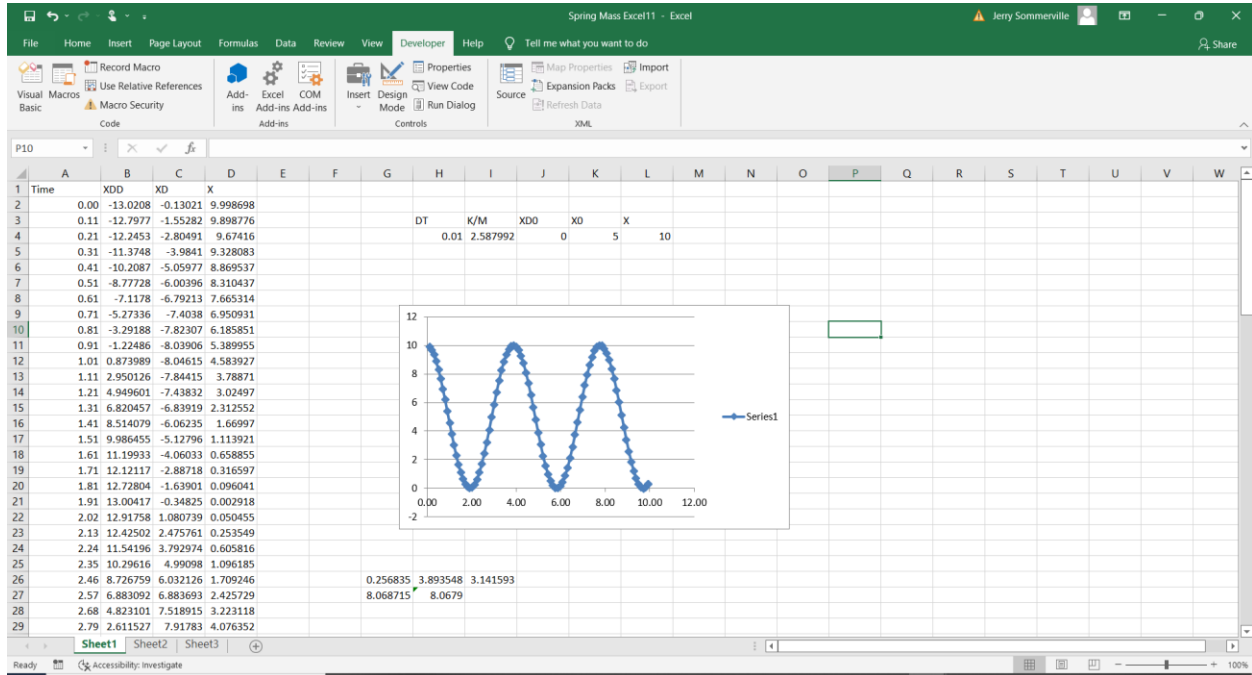 Spring Mass Excel11 - Excel
Jerry Sommerville
File Home Insert Page Layout Formulas Data Review View Developer Help Tell me what you want to do
Share
Visual Basic
Macros
Record Macro
Use Relative References
Macro Security
Code
Add-ins
Excel Add-ins
COM Add-ins
Add-ins
Insert
Design Mode
Properties
View Code
Run Dialog
Controls
Source
Map Properties
Expansion Packs
Refresh Data
Import
Export
XML
P10
fx
A B C D E F G H I J K L M N O P Q R S T U V W
1 Time XDD XD X
2 0.00 -13.0208 -0.13021 9.998698
3 0.11 -12.7977 -1.55282 9.898776 DT K/M XD0 X0 X
4 0.21 -12.2453 -2.80491 9.67416 0.01 2.587992 0 5 10
5 0.31 -11.3748 -3.9841 9.328083
6 0.41 -10.2087 -5.05977 8.869537
7 0.51 -8.77728 -6.00396 8.310437
8 0.61 -7.1178 -6.79213 7.665314
9 0.71 -5.27336 -7.4038 6.950931
10 0.81 -3.29188 -7.82307 6.185851
11 0.91 -1.22486 -8.03906 5.389955
12 1.01 0.873989 -8.04615 4.583927
13 1.11 2.950126 -7.84415 3.78871
14 1.21 4.949601 -7.43832 3.02497
15 1.31 6.820457 -6.83919 2.312552
16 1.41 8.514079 -6.06235 1.66997
17 1.51 9.986455 -5.12796 1.113921
18 1.61 11.19933 -4.06033 0.658855
19 1.71 12.12117 -2.88718 0.316597
20 1.81 12.72804 -1.63901 0.096041
21 1.91 13.00417 -0.34825 0.002918
22 2.02 12.91758 1.080739 0.050455
23 2.13 12.42502 2.475761 0.253549
24 2.24 11.54196 3.792974 0.605816
25 2.35 10.29616 4.99098 1.096185
26 2.46 8.726759 6.032126 1.709246 0.256835 3.893548 3.141593
27 2.57 6.883092 6.883693 2.425729 8.068715 8.0679
28 2.68 4.823101 7.518915 3.223118
29 2.79 2.611527 7.91783 4.076352
12
10
8
6
4
2
0
-2
0.00 2.00 4.00 6.00 8.00 10.00 12.00
Series1
Sheet1 Sheet2 Sheet3
Ready Accessibility: Investigate
100%